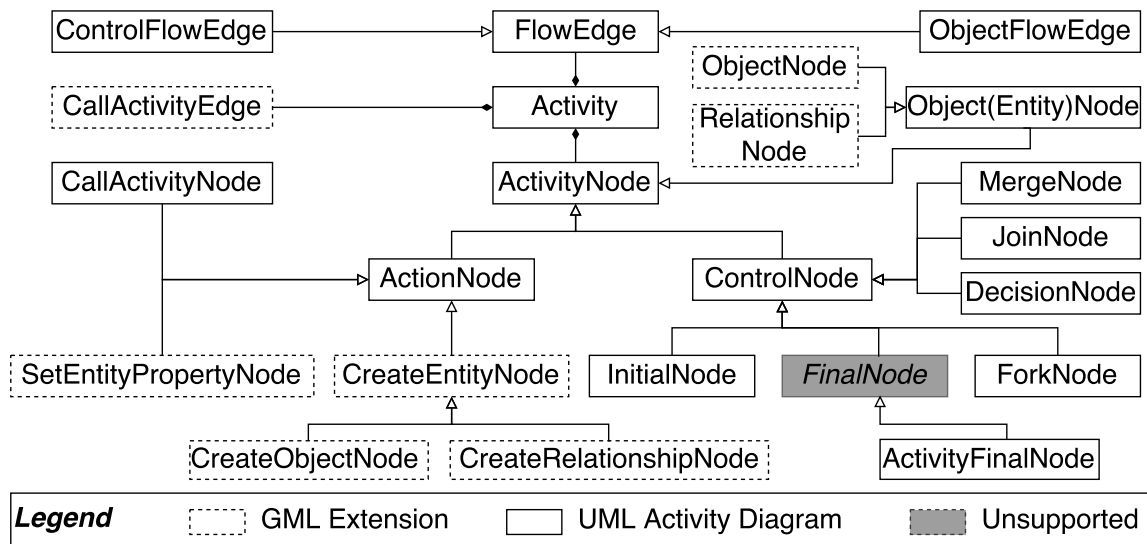 ControlFlowEdge
FlowEdge
ObjectFlowEdge
ObjectNode
CallActivityEdge
Activity
Object(Entity)Node
Relationship
Node
CallActivityNode
ActivityNode
MergeNode
JoinNode
ActionNode
ControlNode
DecisionNode
SetEntityPropertyNode
CreateEntityNode
InitialNode
FinalNode
ForkNode
CreateObjectNode
CreateRelationshipNode
ActivityFinalNode
Legend
GML Extension
UML Activity Diagram
Unsupported